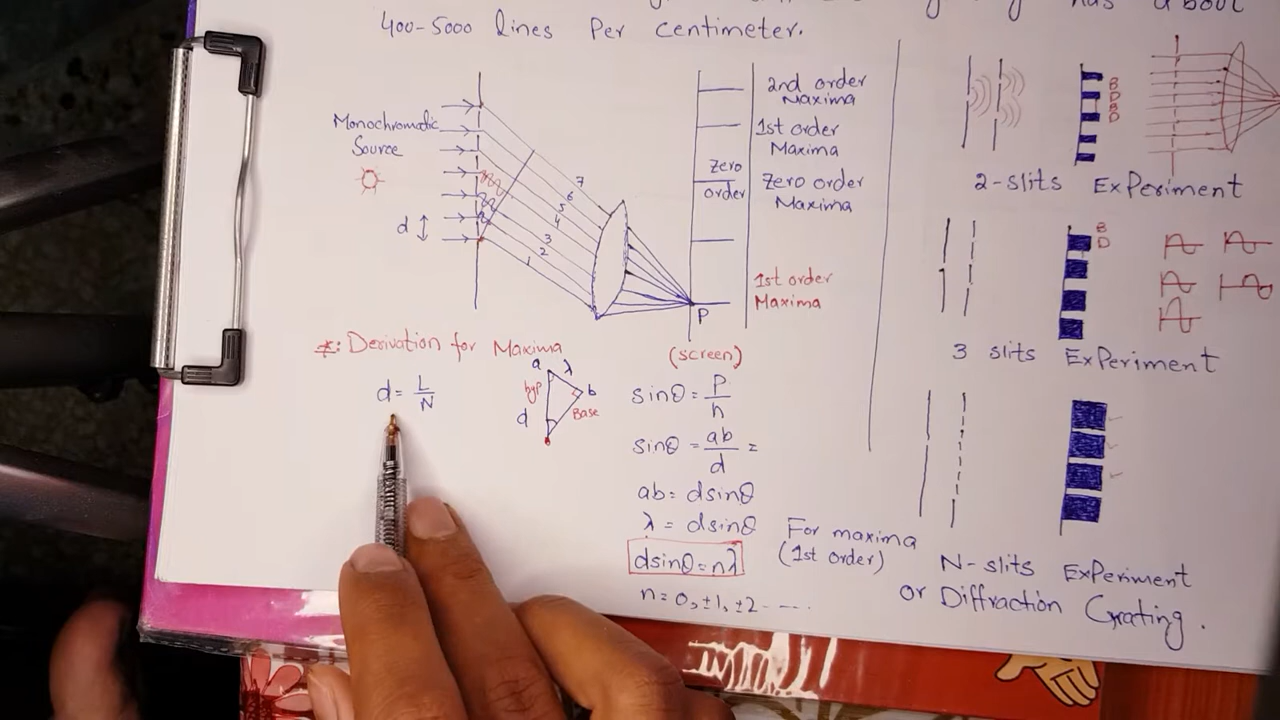 has about
400-5000 lines Per Centimeter.
Monochromatic
Source
d
1
2
3
4
5
6
7
2nd order
Maxima
1st order
Maxima
Zero
order
Zero order
Maxima
1st order
Maxima
P
(screen)
*: Derivation for Maxima
d = L/N
a
λ
b
hyp
Base
d
sinθ = P/h
sinθ = ab/d =
ab = dsinθ
λ = dsinθ For maxima
(1st order)
dsinθ = nλ
n = 0, ±1, ±2 ----
B
D
B
D
2-slits Experiment
B
D
3 slits Experiment
N-slits Experiment
or Diffraction Grating.